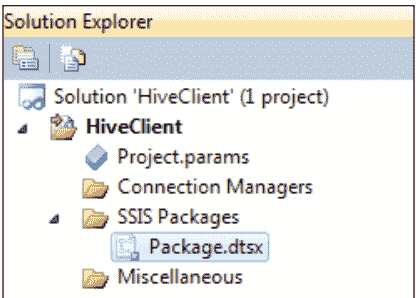 Solution Explorer
Solution 'HiveClient' (1 project)
HiveClient
Project.params
Connection Managers
SSIS Packages
Package.dtsx
Miscellaneous